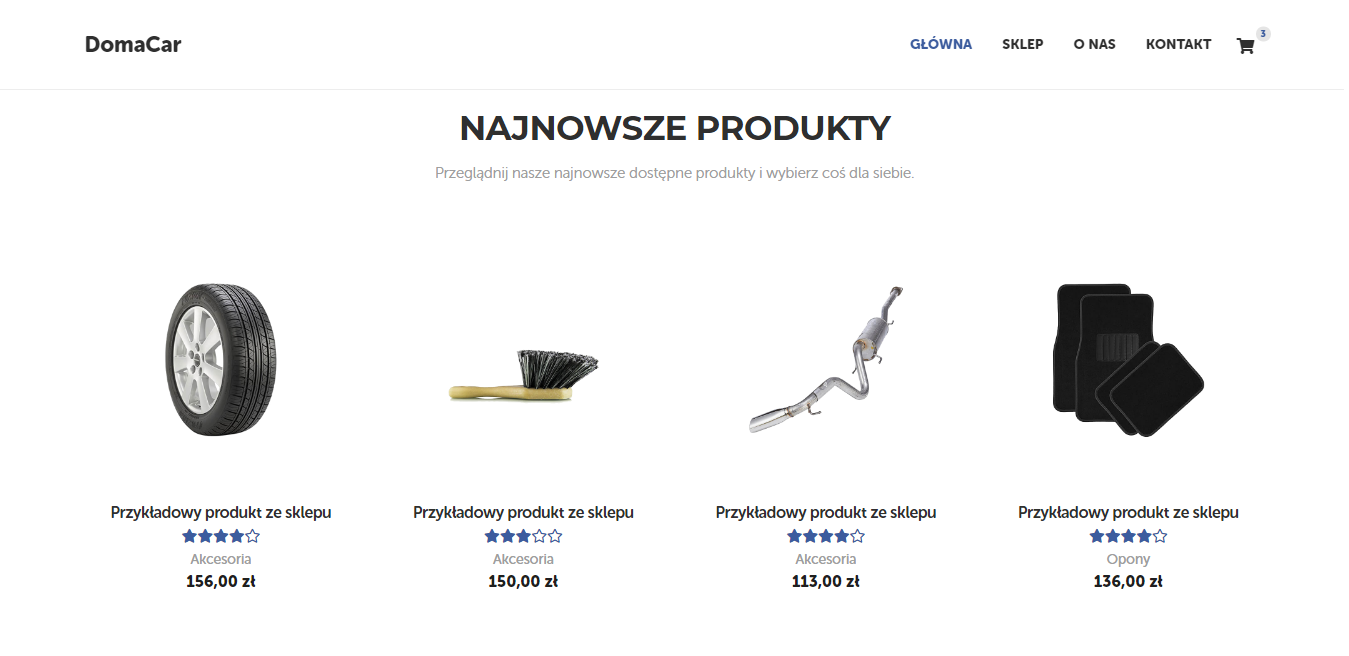 DomaCar
GŁÓWNA SKLEP O NAS KONTAKT 3
NAJNOWSZE PRODUKTY
Przeglądnij nasze najnowsze dostępne produkty i wybierz coś dla siebie.
Przykładowy produkt ze sklepu
Akcesoria
156,00 zł
Przykładowy produkt ze sklepu
Akcesoria
150,00 zł
Przykładowy produkt ze sklepu
Akcesoria
113,00 zł
Przykładowy produkt ze sklepu
Opony
136,00 zł